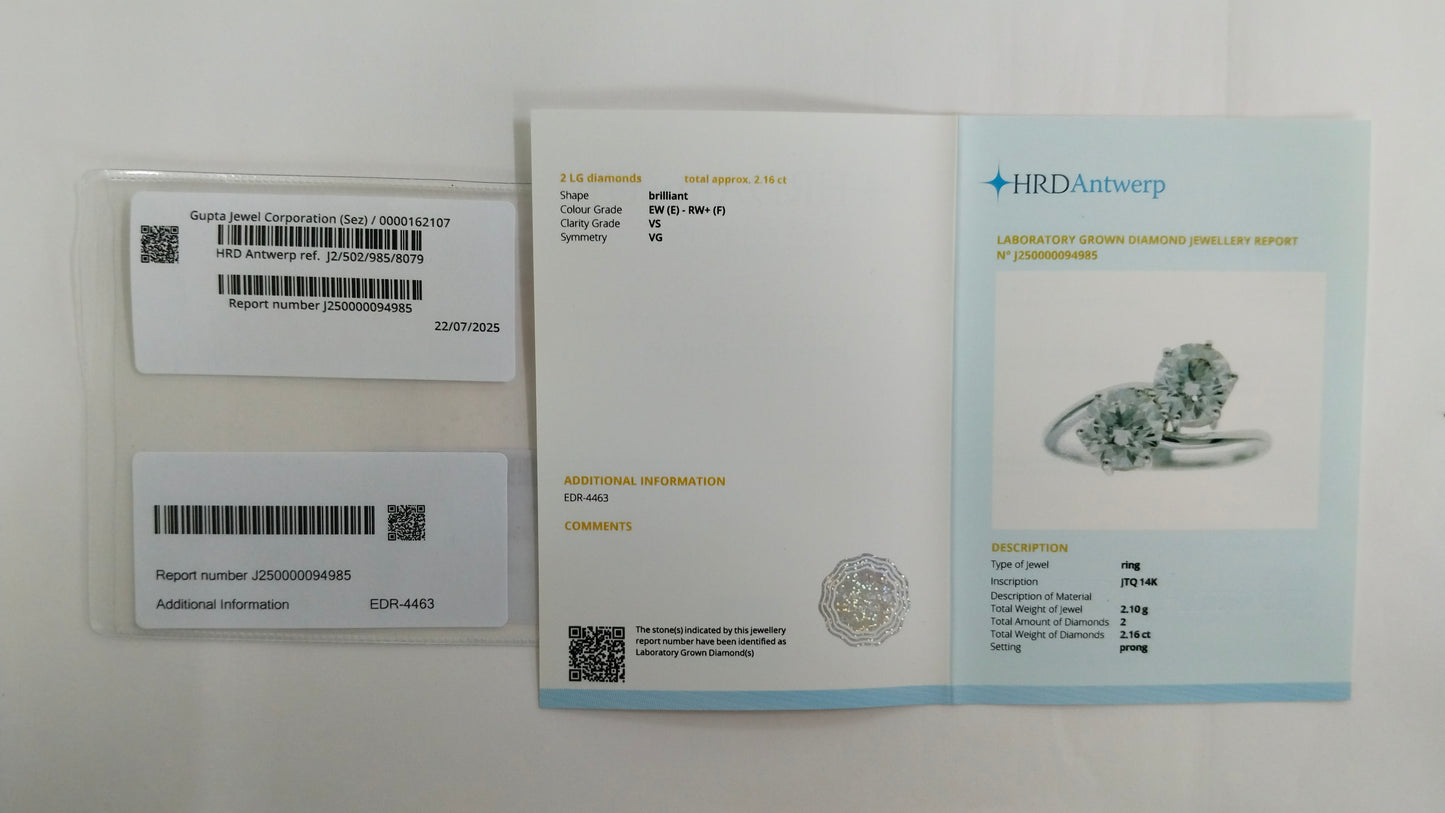 Gupta Jewel Corporation (Sez) / 0000162107
HRD Antwerp ref. J2/502/985/8079
Report number J250000094985
22/07/2025
Report number J250000094985
Additional Information EDR-4463
2 LG diamonds total approx. 2.16 ct
Shape brilliant
Colour Grade EW (E) - RW+ (F)
Clarity Grade VS
Symmetry VG
ADDITIONAL INFORMATION
EDR-4463
COMMENTS
The stone(s) indicated by this jewellery
report number have been identified as
Laboratory Grown Diamond(s)
HRDAntwerp
LABORATORY GROWN DIAMOND JEWELLERY REPORT
N° J250000094985
DESCRIPTION
Type of Jewel ring
Inscription JTQ 14K
Description of Material
Total Weight of Jewel 2.10 g
Total Amount of Diamonds 2
Total Weight of Diamonds 2.16 ct
Setting prong